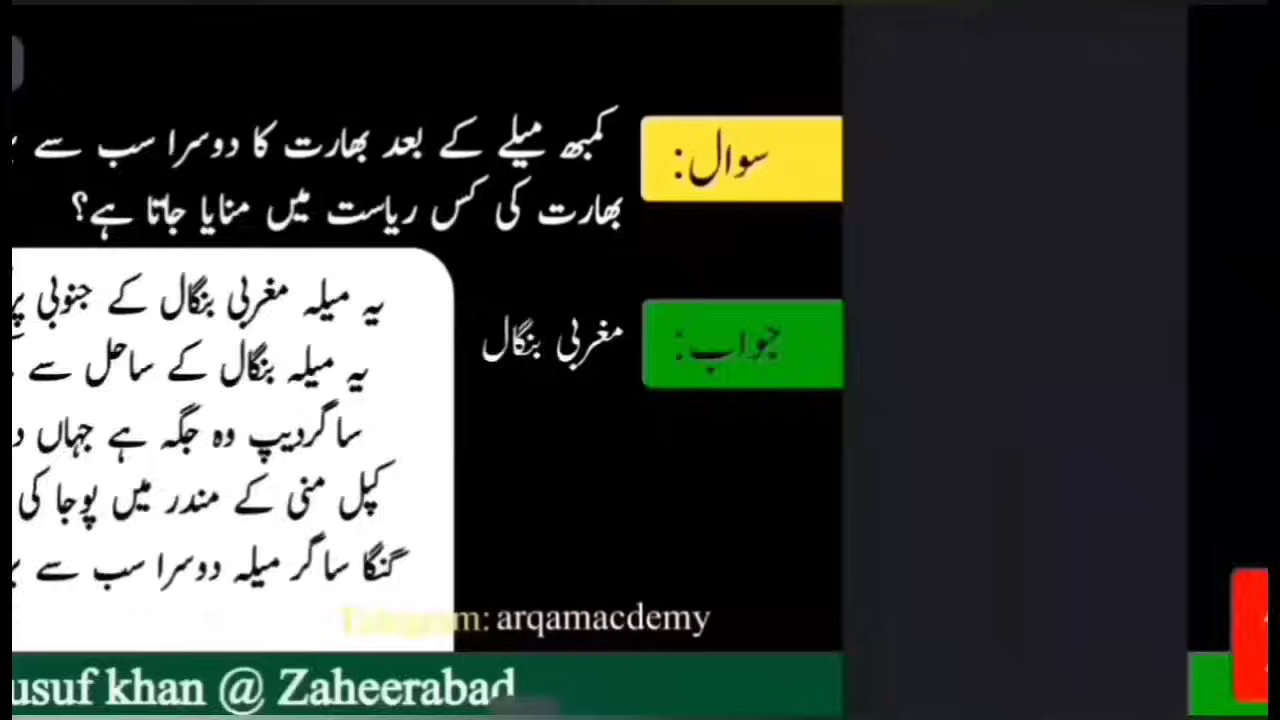 سوال:
کمبھ میلے کے بعد بھارت کا دوسرا سب سے
بھارت کی کس ریاست میں منایا جاتا ہے؟
جواب:
مغربی بنگال
یہ میلہ مغربی بنگال کے جنوبی
یہ میلہ بنگال کے ساحل سے
ساگردیپ وہ جگہ ہے جہاں
کپل منی کے مندر میں پوجا کی
گنگا ساگر میلہ دوسرا سب سے
Telegram: arqamacdemy
usuf khan @ Zaheerabad